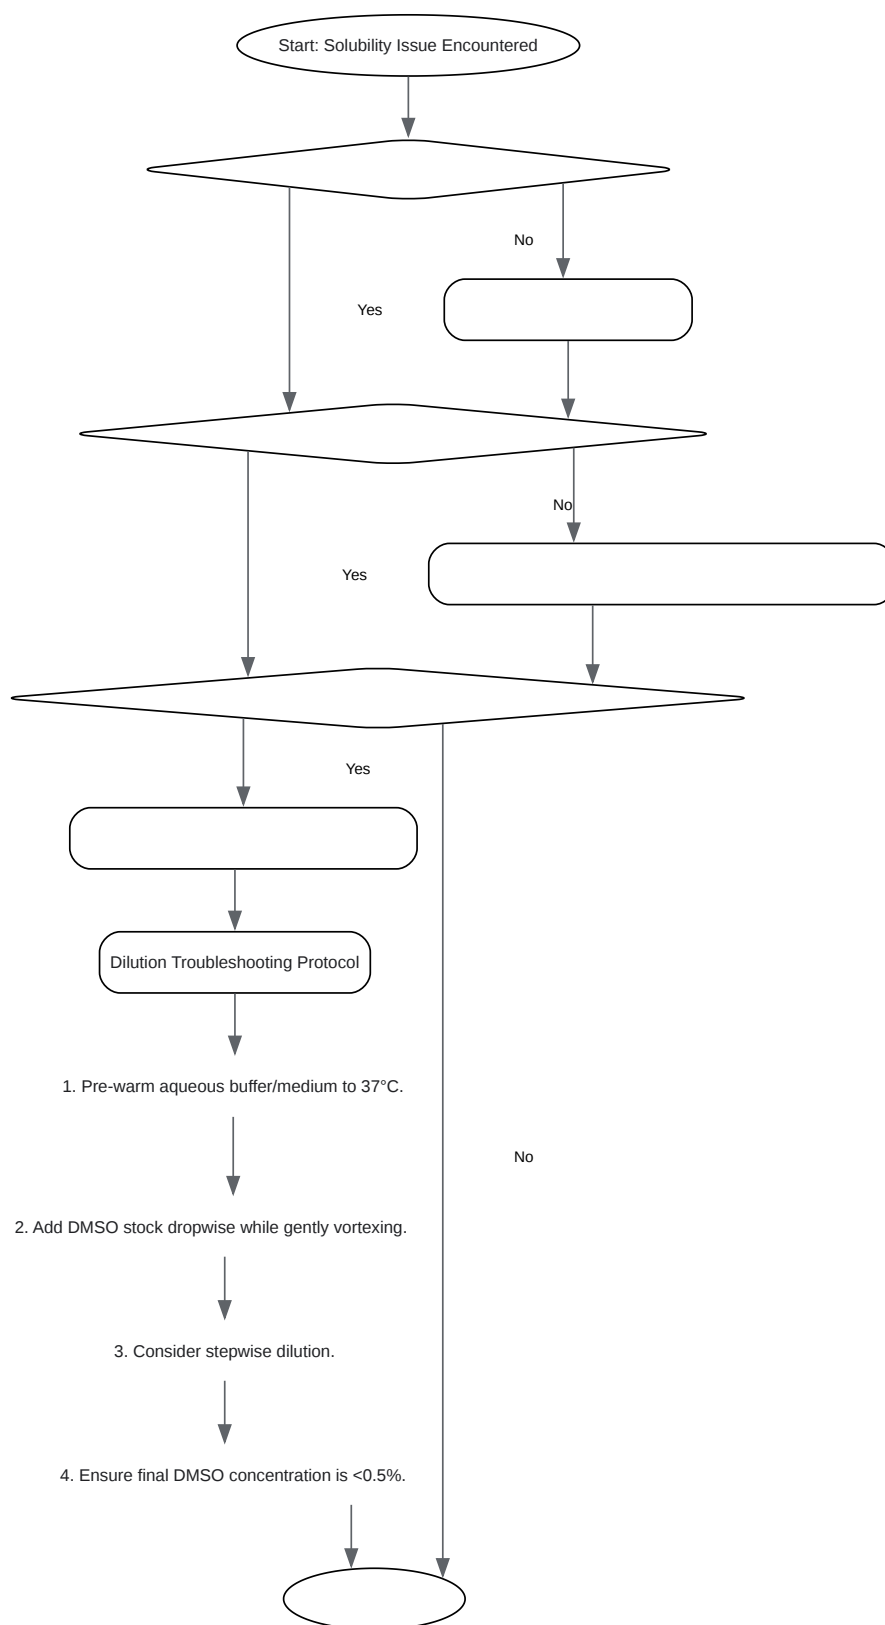 Start: Solubility Issue Encountered
No
Yes
No
Yes
Yes
Dilution Troubleshooting Protocol
1. Pre-warm aqueous buffer/medium to 37°C.
No
2. Add DMSO stock dropwise while gently vortexing.
3. Consider stepwise dilution.
4. Ensure final DMSO concentration is <0.5%.